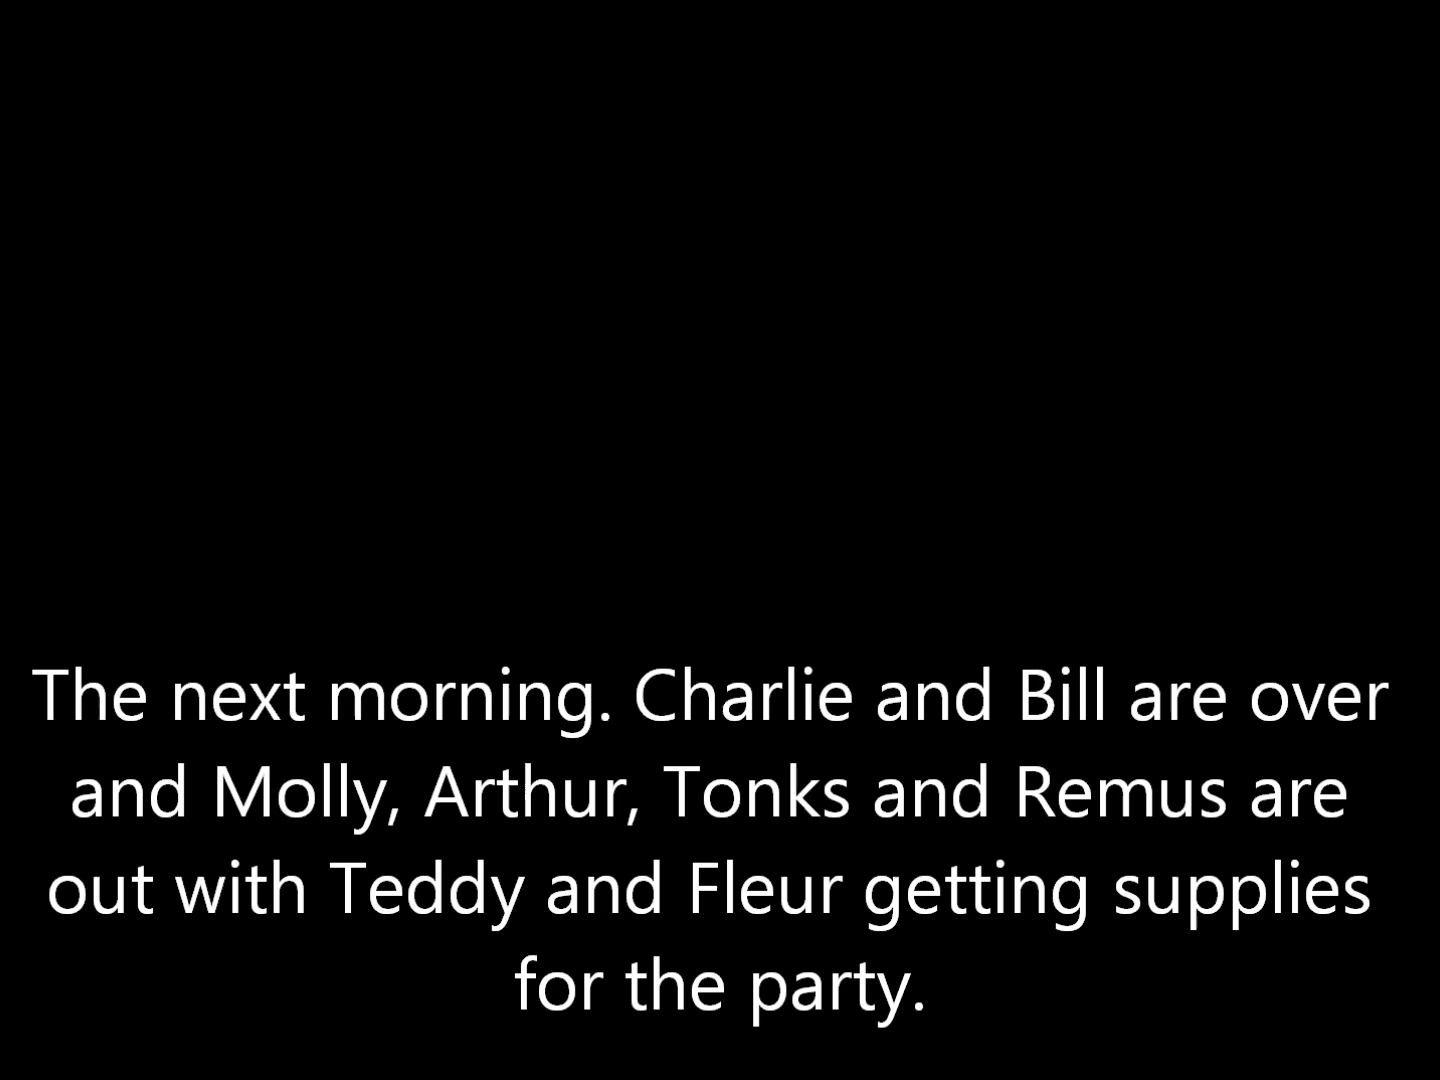 The next morning. Charlie and Bill are over
and Molly, Arthur, Tonks and Remus are
out with Teddy and Fleur getting supplies
for the party.